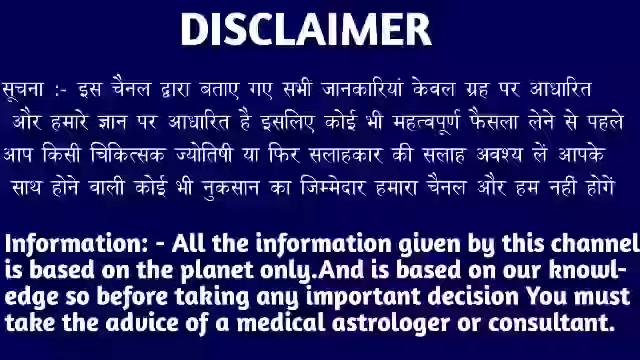 DISCLAIMER
सूचना :- इस चैनल द्वारा बताए गए सभी जानकारियां केवल ग्रह पर आधारित
और हमारे ज्ञान पर आधारित है इसलिए कोई भी महत्वपूर्ण फैसला लेने से पहले
आप किसी चिकित्सक ज्योतिषी या फिर सलाहकार की सलाह अवश्य लें आपके
साथ होने वाली कोई भी नुकसान का जिम्मेदार हमारा चैनल और हम नही होगें
Information: - All the information given by this channel
is based on the planet only.And is based on our knowl-
edge so before taking any important decision You must
take the advice of a medical astrologer or consultant.